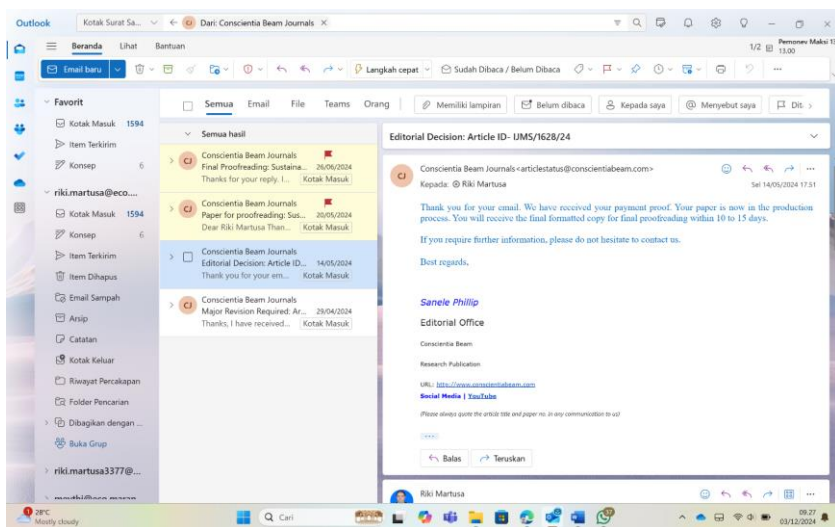 Outlook
Kotak Surat Sa...
Dari: Conscientia Beam Journals
Beranda Lihat Bantuan
1/2
Pemonev Maksi
13.00
Email baru
Langkah cepat
Sudah Dibaca / Belum Dibaca
Favorit
Kotak Masuk 1594
Item Terkirim
Konsep 6
riki.martusa@eco....
Kotak Masuk 1594
Konsep 6
Item Terkirim
Item Dihapus
Email Sampah
Arsip
Catatan
Kotak Keluar
Riwayat Percakapan
Folder Pencarian
Dibagikan dengan ...
Buka Grup
riki.martusa3377@...
Semua Email File Teams Orang
Memiliki lampiran
Belum dibaca
Kepada saya
Menyebut saya
Semua hasil
CJ
Conscientia Beam Journals
Final Proofreading: Sustaina... 26/06/2024
Thanks for your reply. I... Kotak Masuk
CJ
Conscientia Beam Journals
Paper for proofreading: Sus... 20/05/2024
Dear Riki Martusa Than... Kotak Masuk
Conscientia Beam Journals
Editorial Decision: Article ID... 14/05/2024
Thank you for your em... Kotak Masuk
CJ
Conscientia Beam Journals
Major Revision Required: Ar... 29/04/2024
Thanks, I have received... Kotak Masuk
Editorial Decision: Article ID- IJMS/1628/24
CJ
Conscientia Beam Journals<articlestatus@conscientiabeam.com>
Kepada: Riki Martusa
Sel 14/05/2024 17.51
Thank you for your email. We have received your payment proof. Your paper is now in the production
process. You will receive the final formatted copy for final proofreading within 10 to 15 days.
If you require further information, please do not hesitate to contact us.
Best regards,
Sanele Phillip
Editorial Office
Conscientia Beam
Research Publication
URL: http://www.conscientiabeam.com
Social Media | YouTube
(Please always quote the article title and paper no. in any communication to us)
Balas
Teruskan
Riki Martusa
28°C
Mostly cloudy
Cari
09.27
03/12/2024